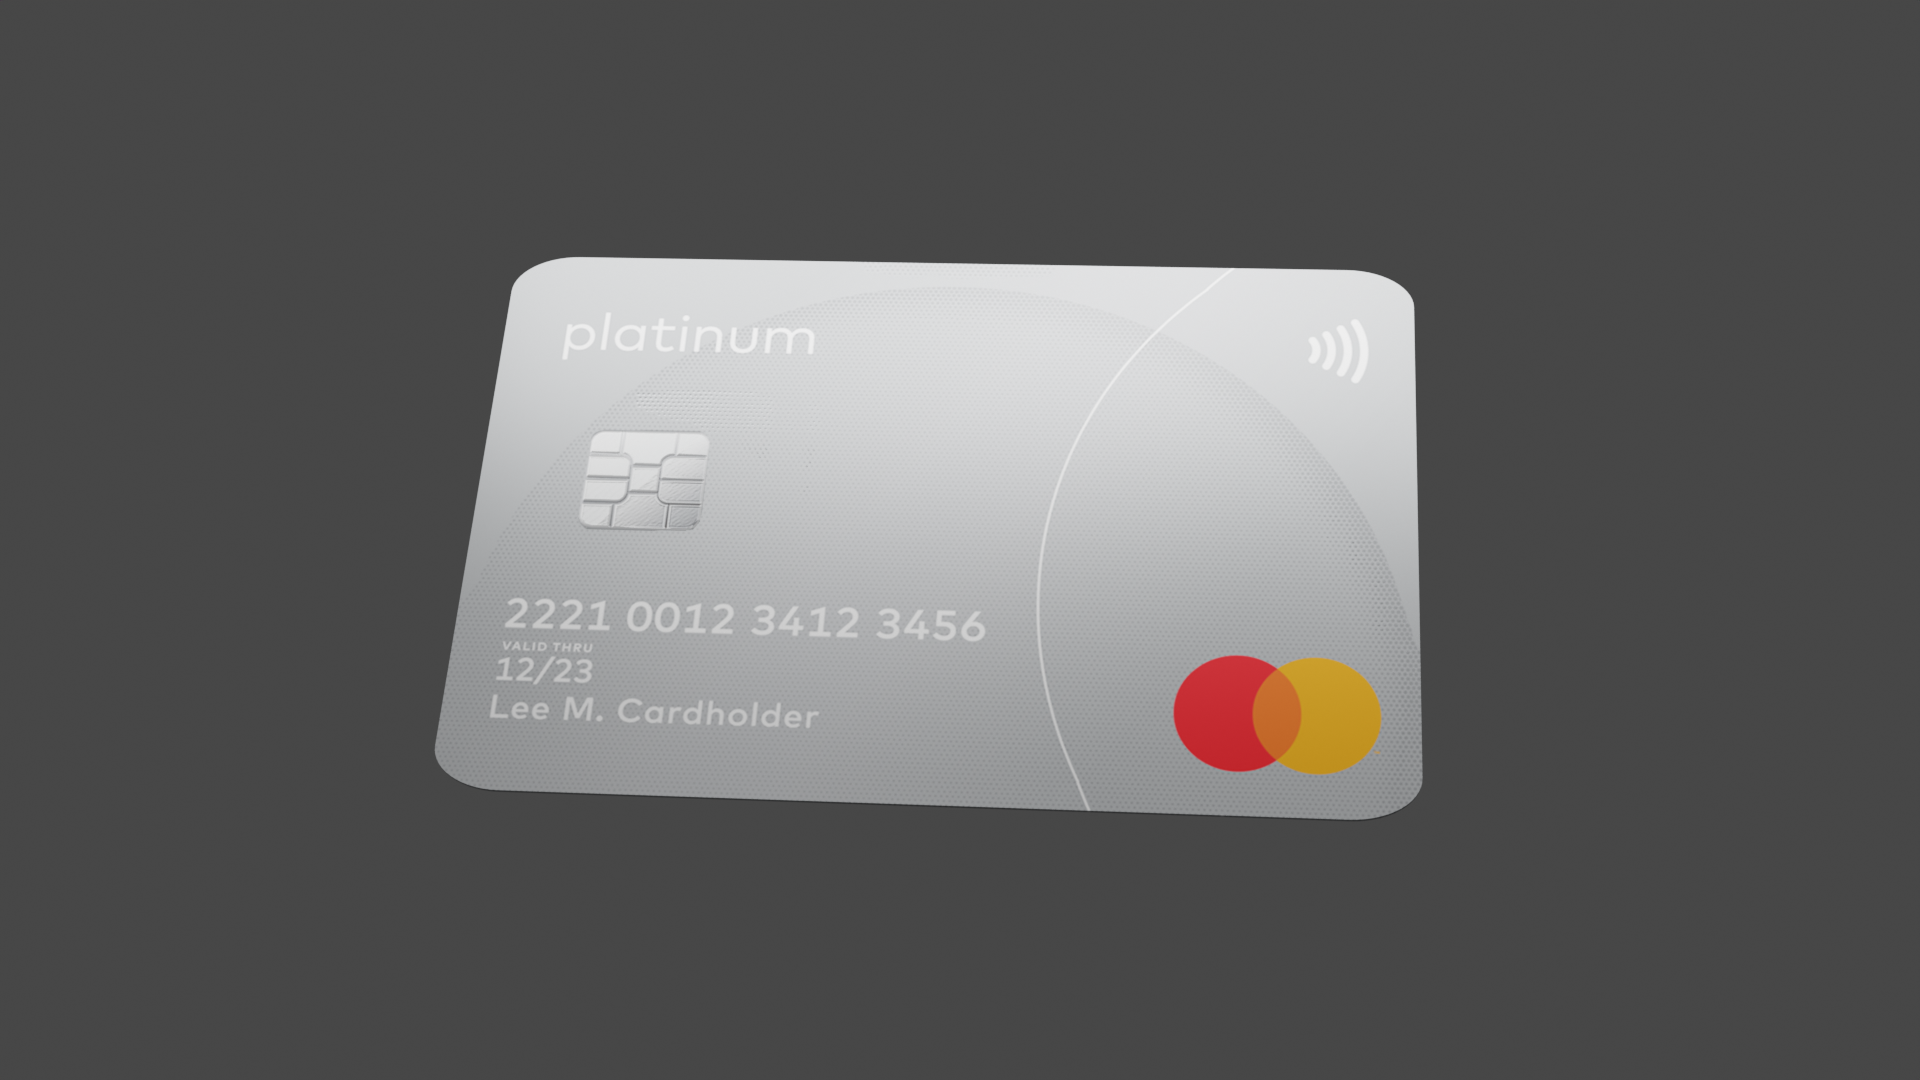 platinum
2221 0012 3412 3456
VALID THRU
12/23
Lee M. Cardholder